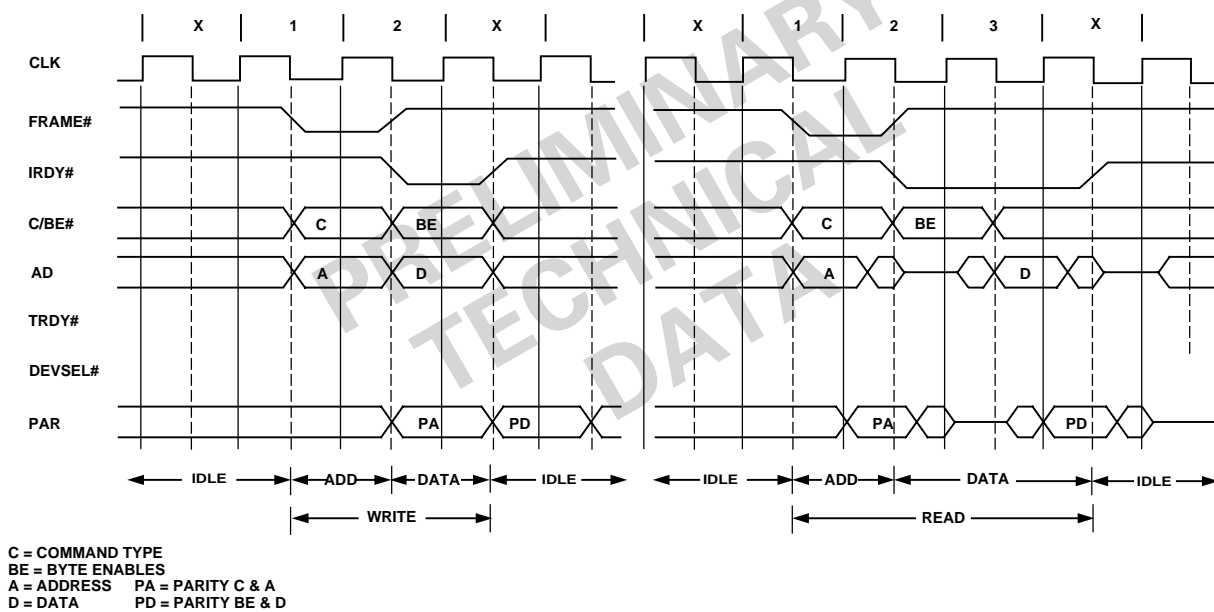 X 1 2 X X 1 2 3 X
CLK
FRAME#
IRDY#
C/BE# C BE C BE
AD A D A D
TRDY#
DEVSEL#
PAR PA PD PA PD
IDLE ADD DATA IDLE IDLE ADD DATA IDLE
WRITE READ
PRELIMINARY
TECHNICAL
DATA
C = COMMAND TYPE
BE = BYTE ENABLES
A = ADDRESS PA = PARITY C & A
D = DATA PD = PARITY BE & D